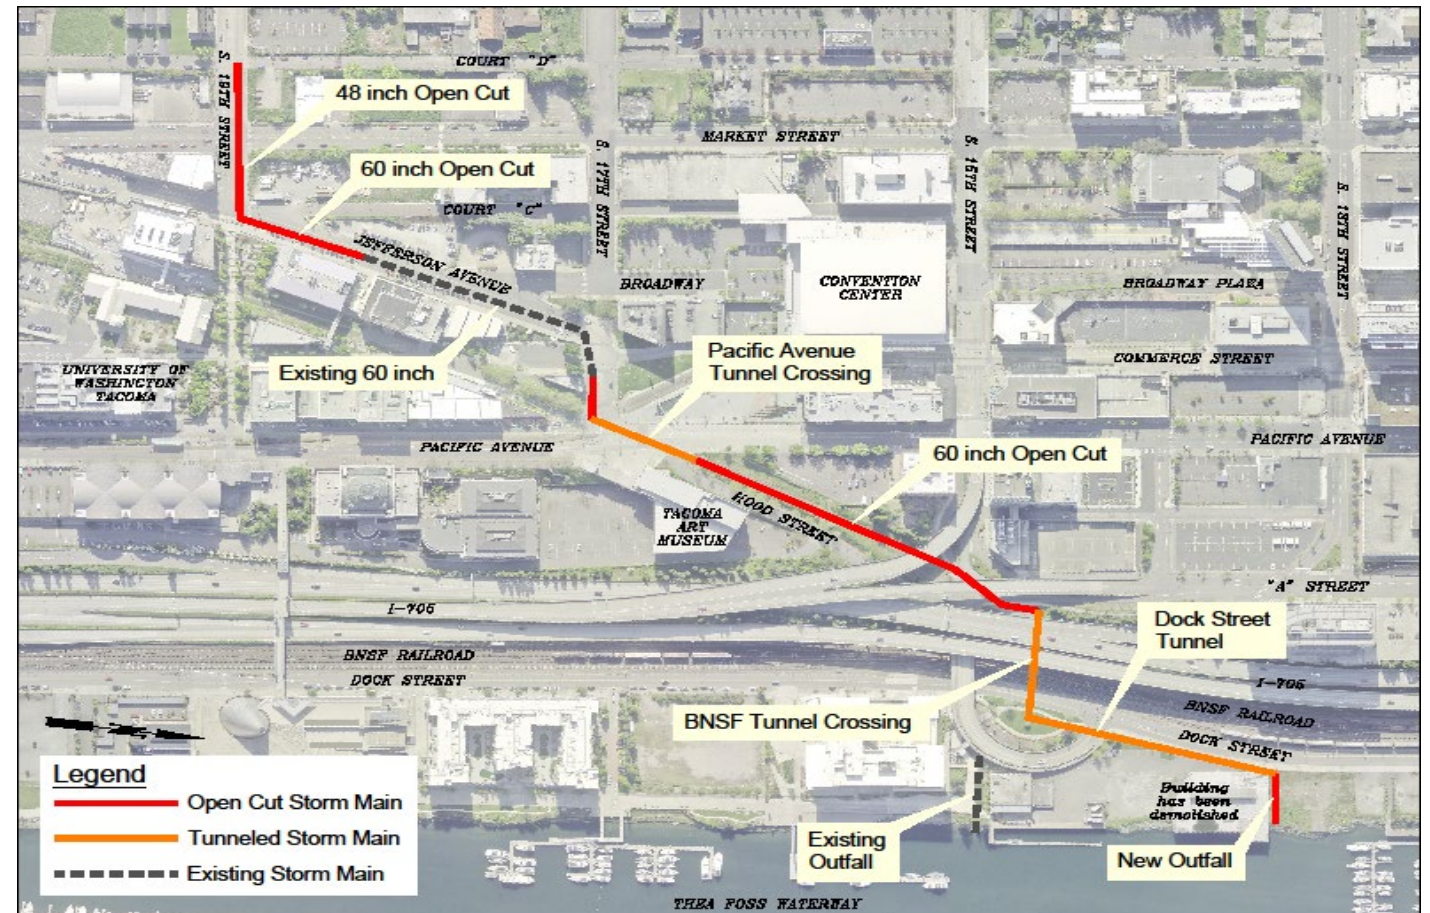 COURT "D"
S. 19TH STREET
48 inch Open Cut
MARKET STREET
S. 17TH STREET
S. 15TH STREET
60 inch Open Cut
COURT "C"
S. 13TH STREET
JEFFERSON AVENUE
BROADWAY
CONVENTION
CENTER
BROADWAY PLAZA
Pacific Avenue
Tunnel Crossing
COMMERCE STREET
UNIVERSITY OF
WASHINGTON
TACOMA
Existing 60 inch
PACIFIC AVENUE
PACIFIC AVENUE
60 inch Open Cut
HOOD STREET
TACOMA
ART
MUSEUM
"A" STREET
I-705
Dock Street
Tunnel
BNSF RAILROAD
DOCK STREET
I-705
BNSF RAILROAD
DOCK STREET
BNSF Tunnel Crossing
Building
has been
demolished
Existing
Outfall
New Outfall
Legend
Open Cut Storm Main
Tunneled Storm Main
Existing Storm Main
THEA FOSS WATERWAY